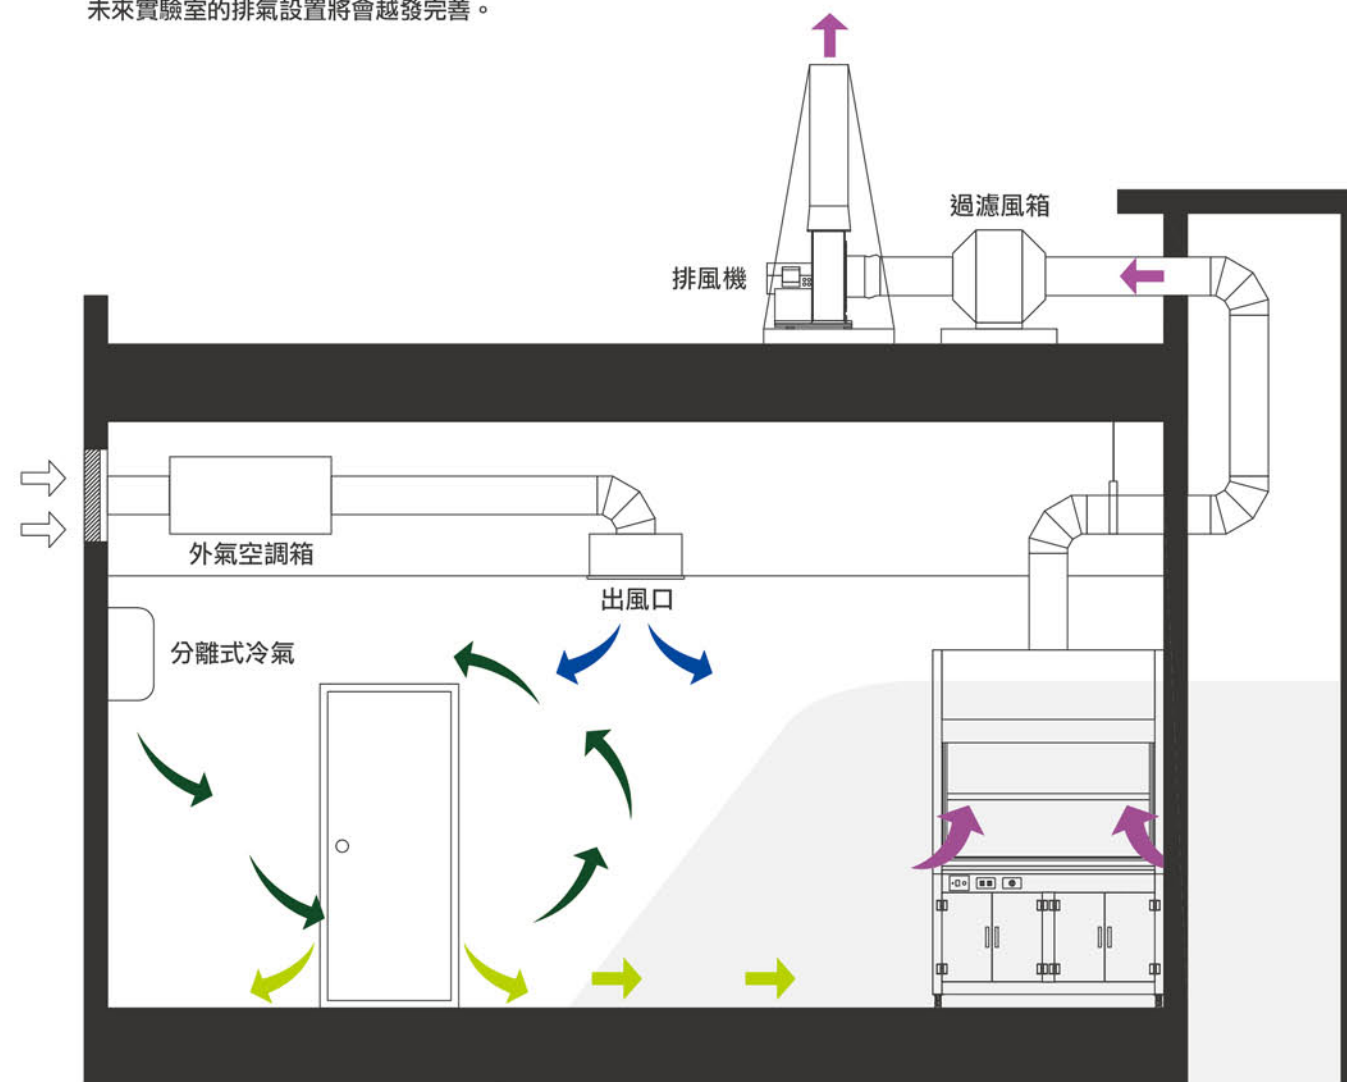 未來實驗室的排氣設置將會越發完善。
過濾風箱
排風機
外氣空調箱
出風口
分離式冷氣